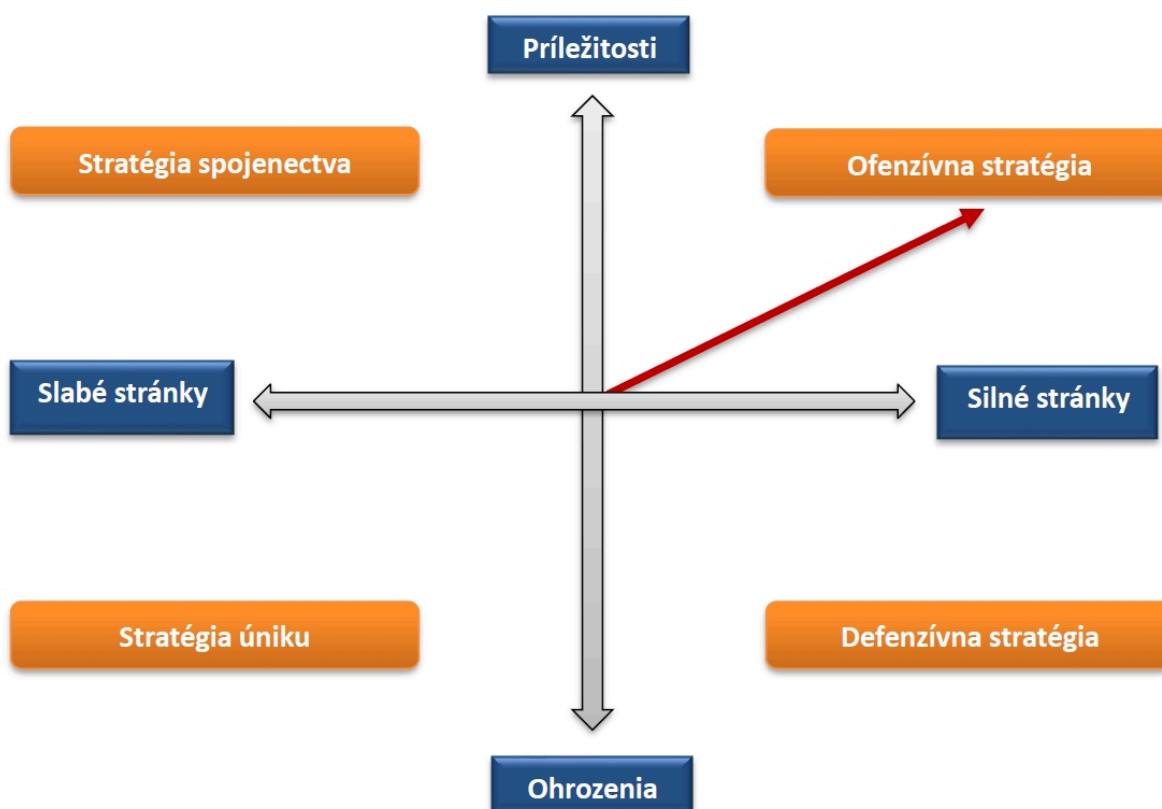 Príležitosti
Stratégia spojenectva
Ofenzívna stratégia
Slabé stránky
Silné stránky
Stratégia úniku
Defenzívna stratégia
Ohrozenia